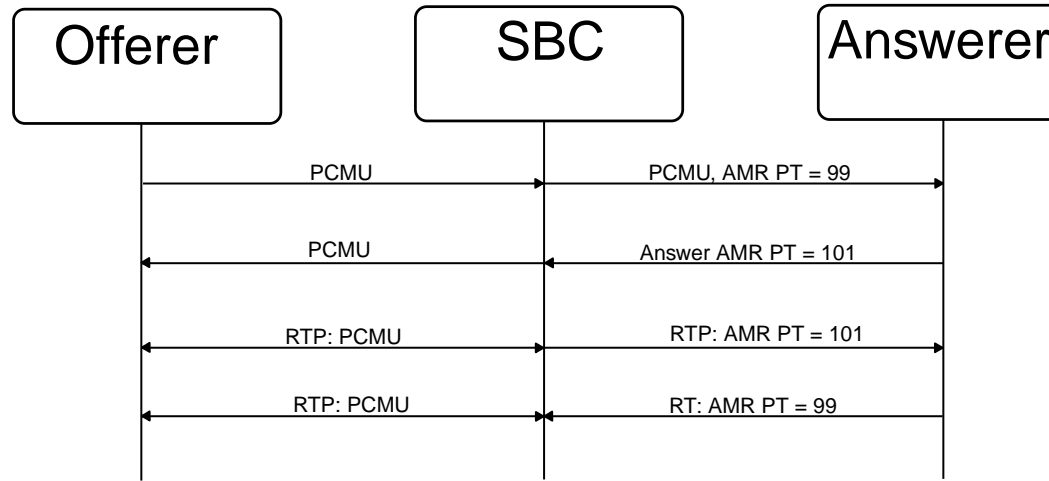 Offerer
SBC
Answerer
PCMU
PCMU, AMR PT = 99
PCMU
Answer AMR PT = 101
RTP: PCMU
RTP: AMR PT = 101
RTP: PCMU
RT: AMR PT = 99